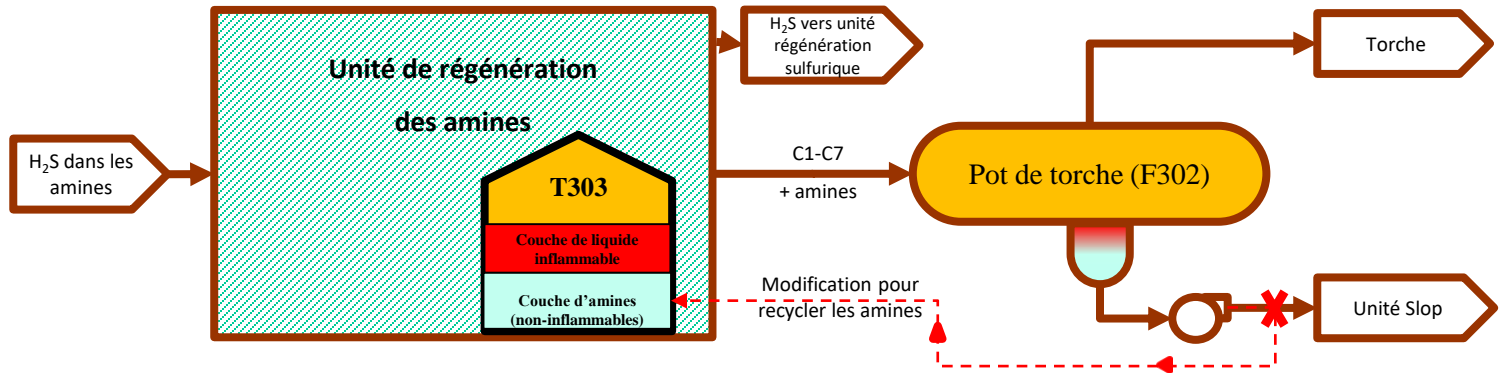 H₂S dans les
amines
Unité de régénération
des amines
T303
Couche de liquide
inflammable
Couche d’amines
(non-inflammables)
H₂S vers unité
régénération
sulfurique
C1-C7
+ amines
Pot de torche (F302)
Torche
Modification pour
recycler les amines
Unité Slop